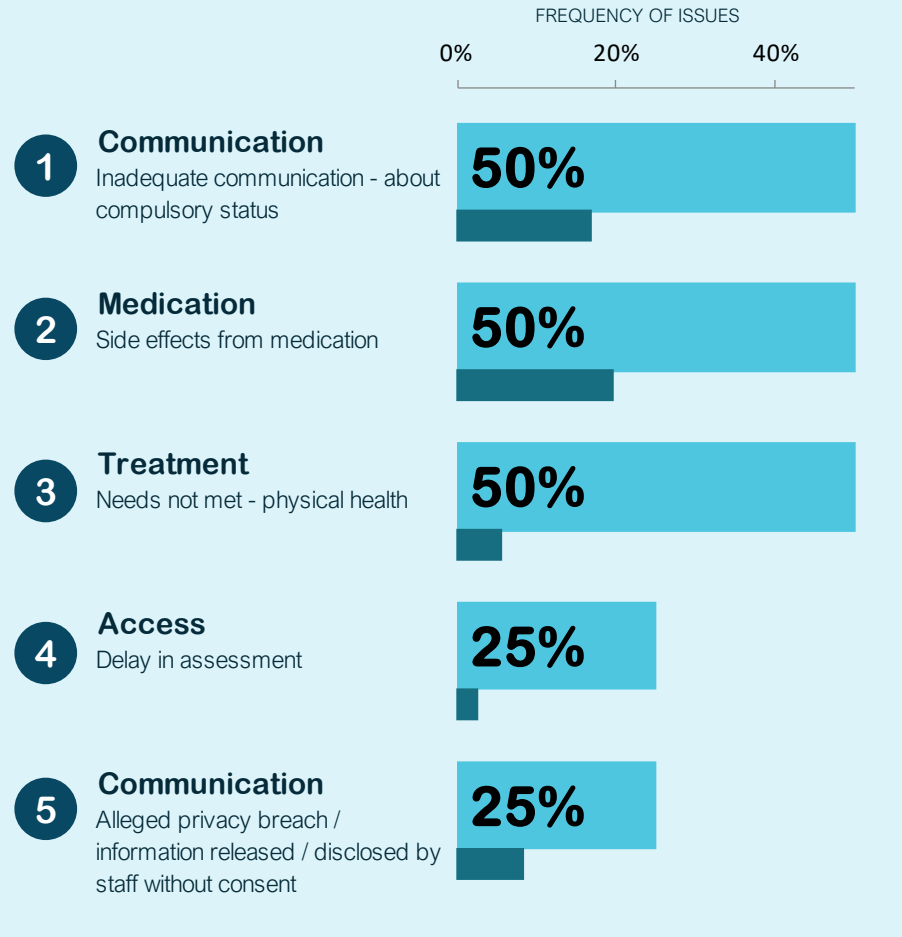 FREQUENCY OF ISSUES
0% 20% 40%
1
Communication
Inadequate communication - about
compulsory status
50%
2
Medication
Side effects from medication
50%
3
Treatment
Needs not met - physical health
50%
4
Access
Delay in assessment
25%
5
Communication
Alleged privacy breach /
information released / disclosed by
staff without consent
25%